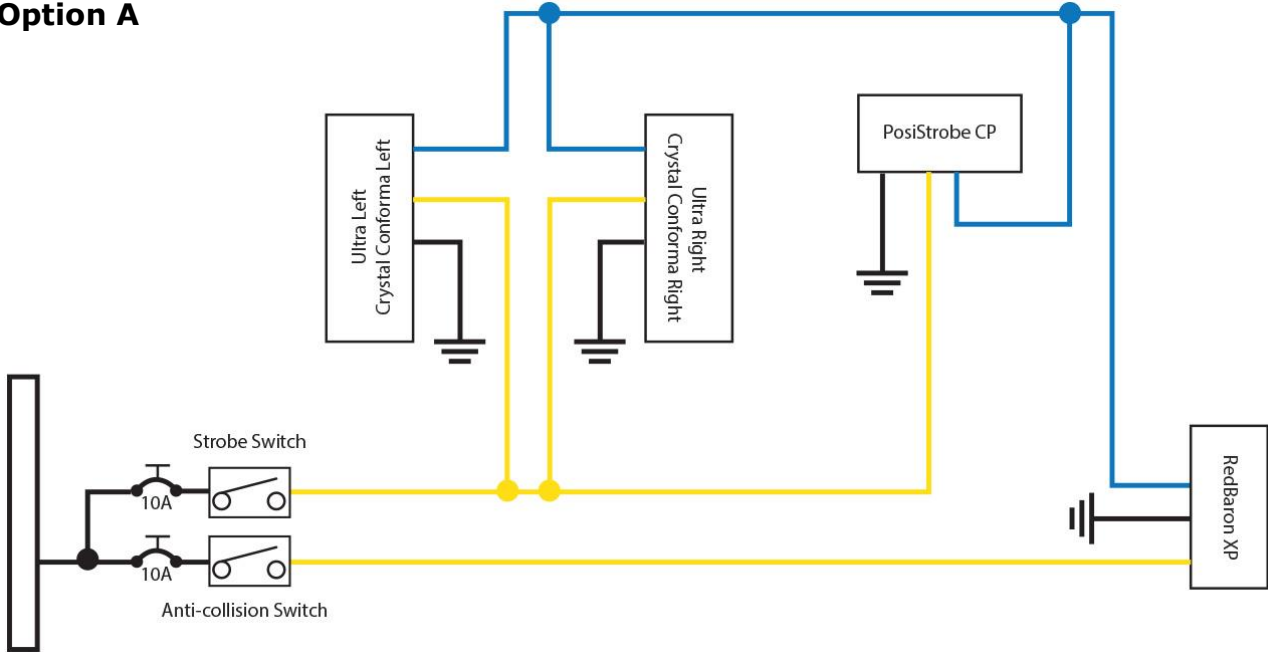 Option A
Ultra Left
Crystal Conforma Left
Ultra Right
Crystal Conforma Right
PosiStrobe CP
Strobe Switch
10A
10A
Anti-collision Switch
RedBaron XP